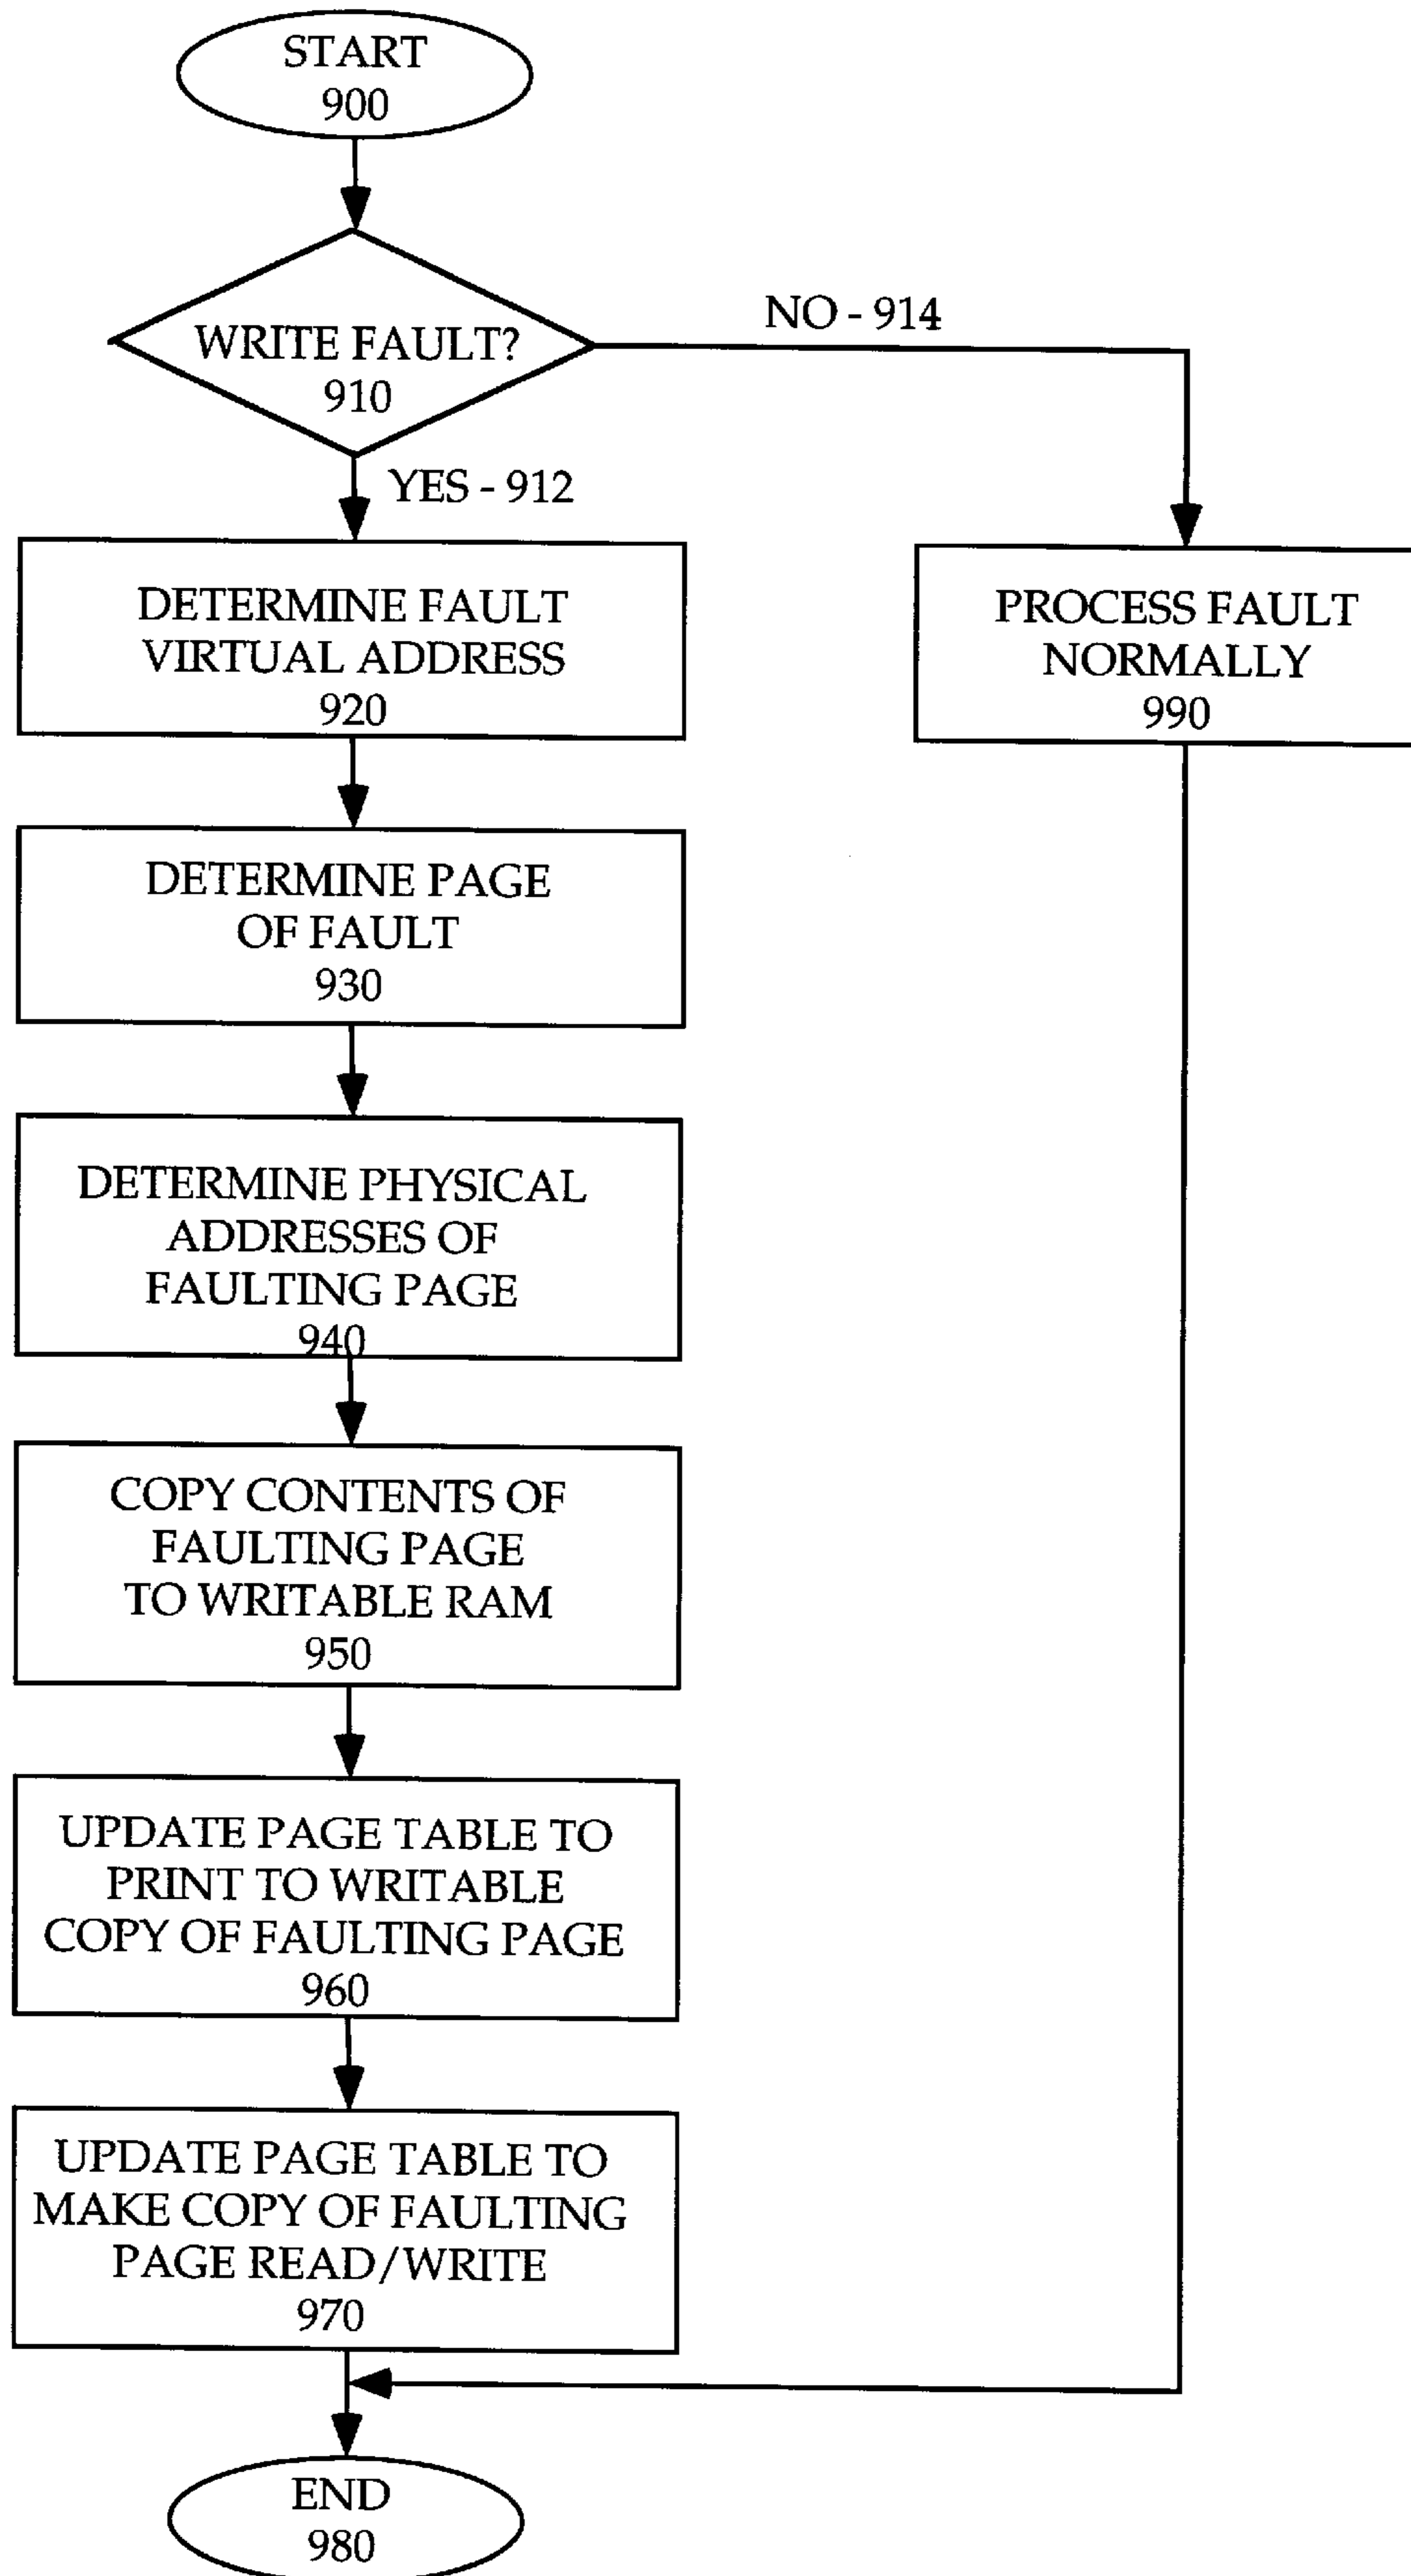 START
900
WRITE FAULT?
910
NO - 914
YES - 912
DETERMINE FAULT
VIRTUAL ADDRESS
920
PROCESS FAULT
NORMALLY
990
DETERMINE PAGE
OF FAULT
930
DETERMINE PHYSICAL
ADDRESSES OF
FAULTING PAGE
940
COPY CONTENTS OF
FAULTING PAGE
TO WRITABLE RAM
950
UPDATE PAGE TABLE TO
PRINT TO WRITABLE
COPY OF FAULTING PAGE
960
UPDATE PAGE TABLE TO
MAKE COPY OF FAULTING
PAGE READ/WRITE
970
END
980